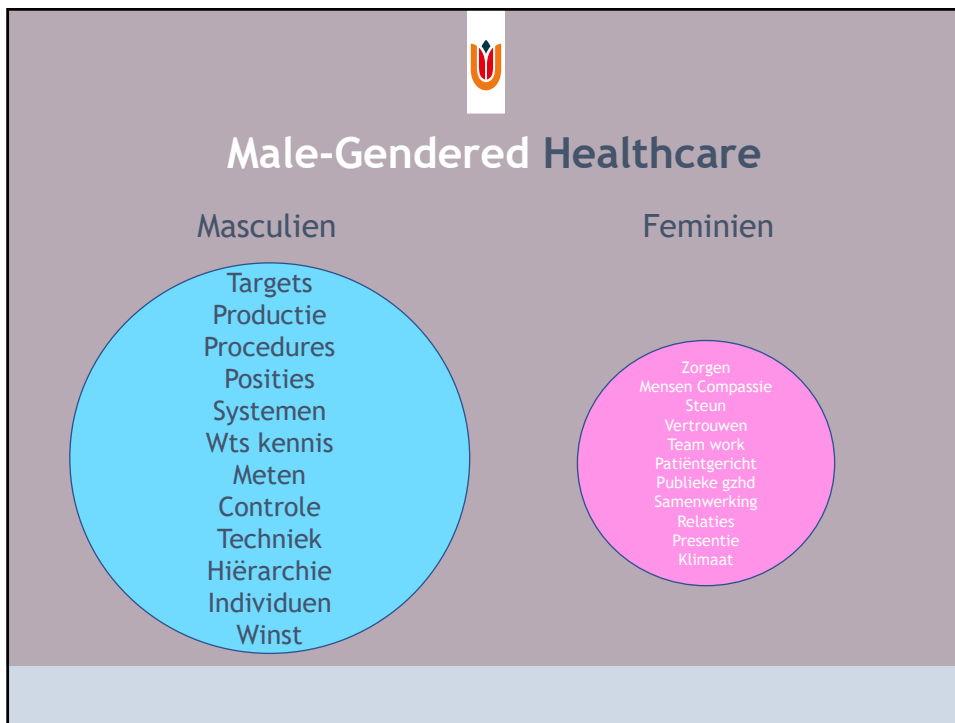 Male-Gendered Healthcare
Masculien
Targets
Productie
Procedures
Posities
Systemen
Wts kennis
Meten
Controle
Techniek
Hiërarchie
Individuen
Winst
Feminien
Zorgen
Mensen Compassie
Steun
Vertrouwen
Team work
Patiëntgericht
Publieke gzhd
Samenwerking
Relaties
Presentie
Klimaat